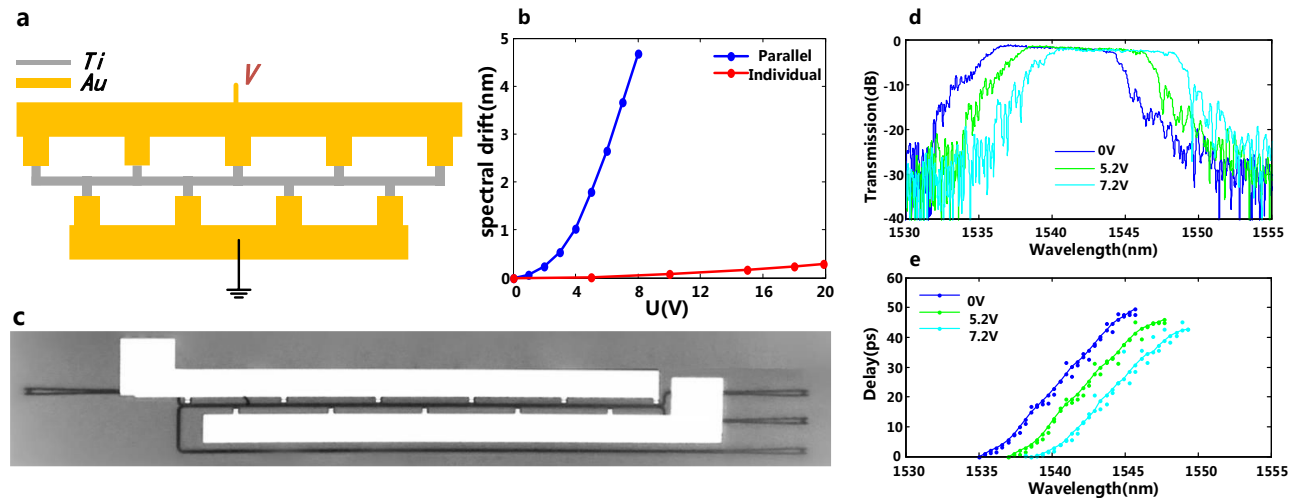 a
Ti
Au
V
b
spectral drift(nm)
5
4
3
2
1
0
0
4
8
12
16
20
U(V)
Parallel
Individual
c
d
Transmission(dB)
0
-10
-20
-30
-40
1530
1535
1540
1545
1550
1555
Wavelength(nm)
0V
5.2V
7.2V
e
Delay(ps)
60
50
40
30
20
10
0
1530
1535
1540
1545
1550
1555
Wavelength(nm)
0V
5.2V
7.2V